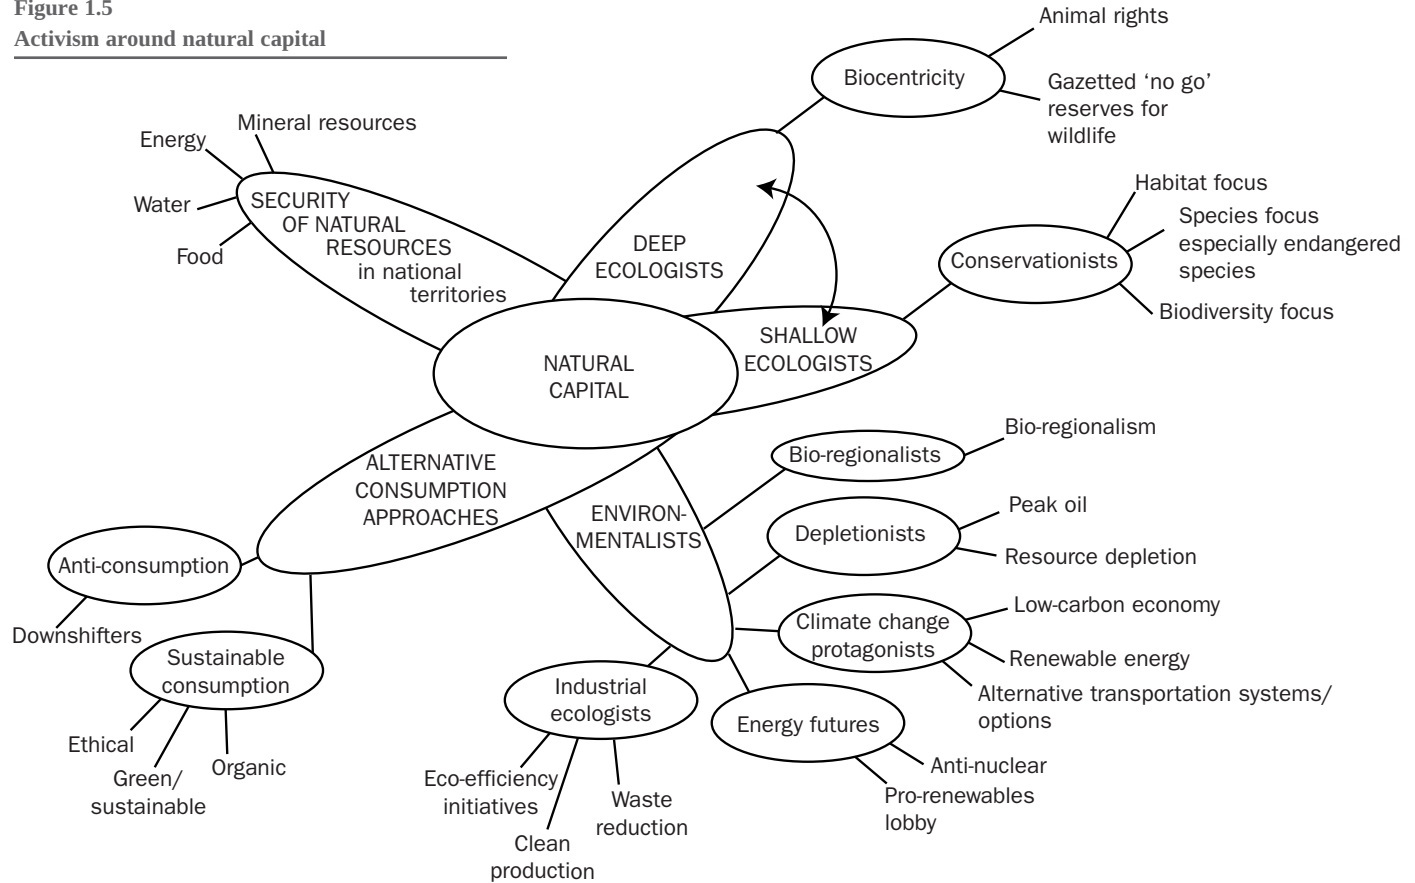 Figure 1.5
Activism around natural capital
Animal rights
Biocentricity
Gazetted ‘no go’
reserves for
wildlife
Mineral resources
Energy
Water
Food
SECURITY
OF NATURAL
RESOURCES
in national
territories
DEEP
ECOLOGISTS
Habitat focus
Species focus
especially endangered
species
Conservationists
Biodiversity focus
SHALLOW
ECOLOGISTS
NATURAL
CAPITAL
Bio-regionalism
Bio-regionalists
ALTERNATIVE
CONSUMPTION
APPROACHES
ENVIRON-
MENTALISTS
Peak oil
Depletionists
Resource depletion
Anti-consumption
Downshifters
Low-carbon economy
Climate change
protagonists
Renewable energy
Alternative transportation systems/
options
Sustainable
consumption
Ethical
Green/
sustainable
Organic
Industrial
ecologists
Eco-efficiency
initiatives
Clean
production
Waste
reduction
Energy futures
Anti-nuclear
Pro-renewables
lobby